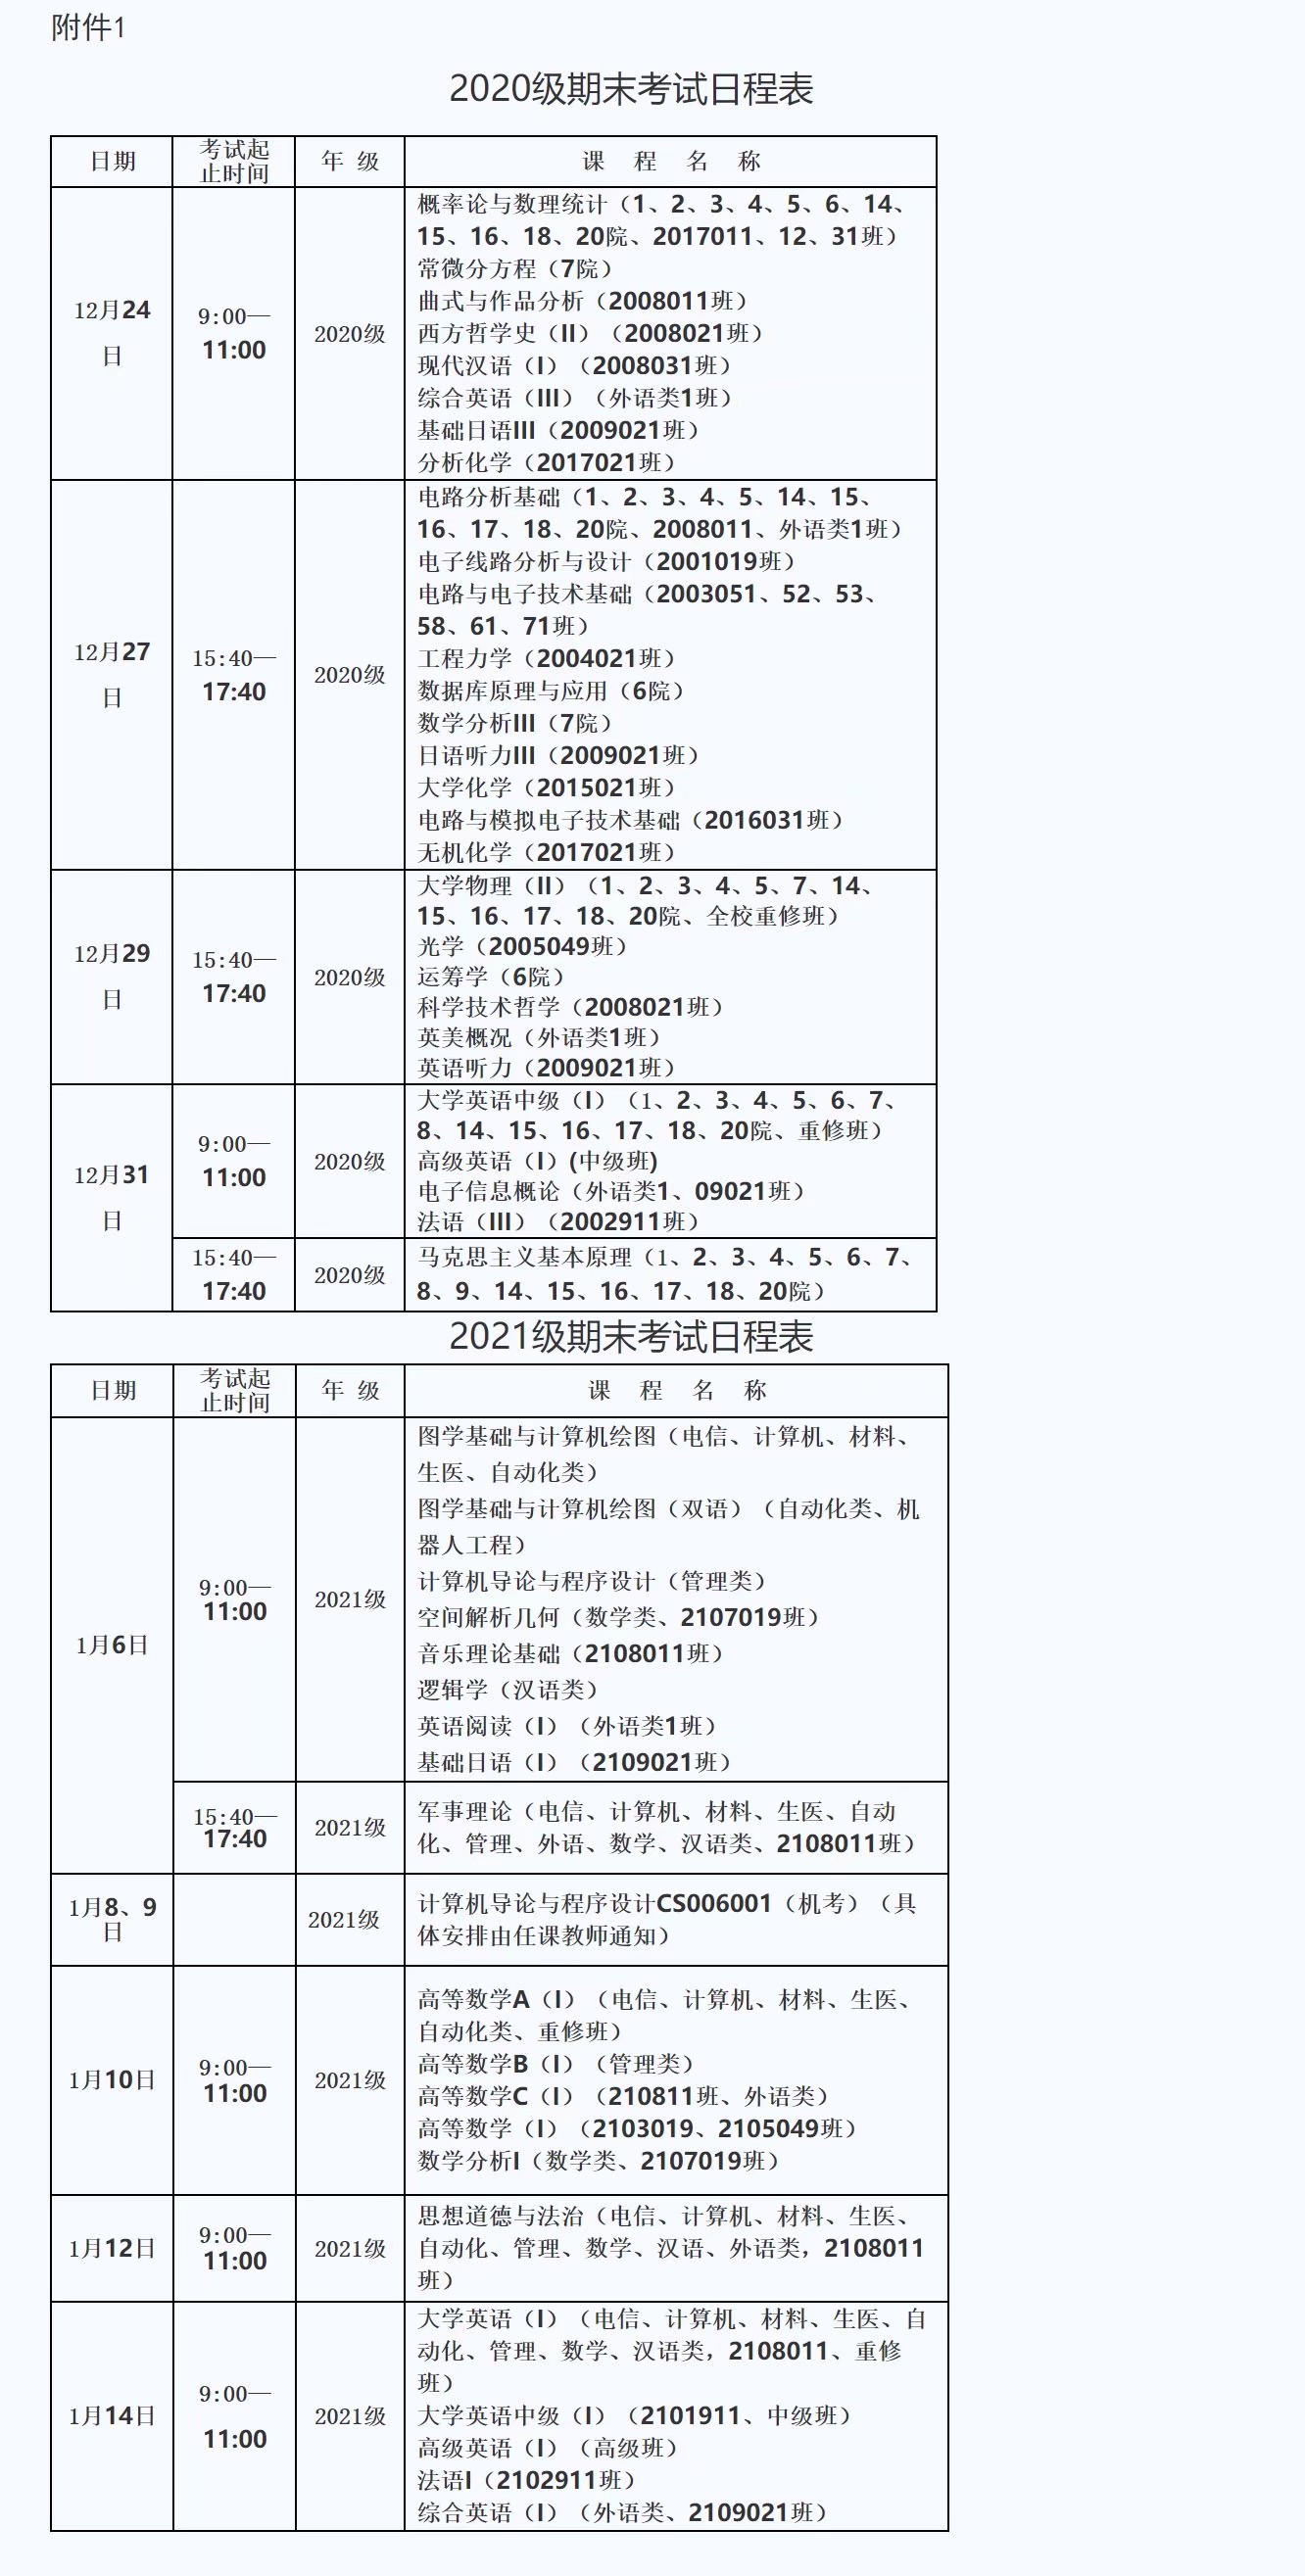 附件1
2020级期末考试日程表
日期
考试起
止时间
年 级
课 程 名 称
12月24
日
9:00—
11:00
2020级
概率论与数理统计（1、2、3、4、5、6、14、
15、16、18、20院、2017011、12、31班）
常微分方程（7院）
曲式与作品分析（2008011班）
西方哲学史（II）（2008021班）
现代汉语（I）（2008031班）
综合英语（III）（外语类1班）
基础日语III（2009021班）
分析化学（2017021班）
12月27
日
15:40—
17:40
2020级
电路分析基础（1、2、3、4、5、14、15、
16、17、18、20院、2008011、外语类1班）
电子线路分析与设计（2001019班）
电路与电子技术基础（2003051、52、53、
58、61、71班）
工程力学（2004021班）
数据库原理与应用（6院）
数学分析III（7院）
日语听力III（2009021班）
大学化学（2015021班）
电路与模拟电子技术基础（2016031班）
无机化学（2017021班）
12月29
日
15:40—
17:40
2020级
大学物理（II）（1、2、3、4、5、7、14、
15、16、17、18、20院、全校重修班）
光学（2005049班）
运筹学（6院）
科学技术哲学（2008021班）
英美概况（外语类1班）
英语听力（2009021班）
12月31
日
9:00—
11:00
2020级
大学英语中级（I）（1、2、3、4、5、6、7、
8、14、15、16、17、18、20院、重修班）
高级英语（I）(中级班)
电子信息概论（外语类1、09021班）
法语（III）（2002911班）
15:40—
17:40
2020级
马克思主义基本原理（1、2、3、4、5、6、7、
8、9、14、15、16、17、18、20院）
2021级期末考试日程表
日期
考试起
止时间
年 级
课 程 名 称
1月6日
9:00—
11:00
2021级
图学基础与计算机绘图（电信、计算机、材料、
生医、自动化类）
图学基础与计算机绘图（双语）（自动化类、机
器人工程）
计算机导论与程序设计（管理类）
空间解析几何（数学类、2107019班）
音乐理论基础（2108011班）
逻辑学（汉语类）
英语阅读（I）（外语类1班）
基础日语（I）（2109021班）
15:40—
17:40
2021级
军事理论（电信、计算机、材料、生医、自动
化、管理、外语、数学、汉语类、2108011班）
1月8、9
日
2021级
计算机导论与程序设计CS006001（机考）（具
体安排由任课教师通知）
1月10日
9:00—
11:00
2021级
高等数学A（I）（电信、计算机、材料、生医、
自动化类、重修班）
高等数学B（I）（管理类）
高等数学C（I）（210811班、外语类）
高等数学（I）（2103019、2105049班）
数学分析I（数学类、2107019班）
1月12日
9:00—
11:00
2021级
思想道德与法治（电信、计算机、材料、生医、
自动化、管理、数学、汉语、外语类，2108011
班）
1月14日
9:00—
11:00
2021级
大学英语（I）（电信、计算机、材料、生医、自
动化、管理、数学、汉语类，2108011、重修
班）
大学英语中级（I）（2101911、中级班）
高级英语（I）（高级班）
法语I（2102911班）
综合英语（I）（外语类、2109021班）